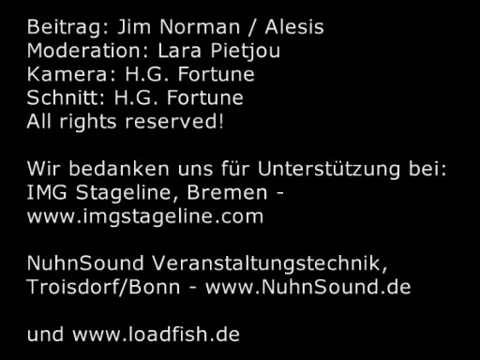 Beitrag: Jim Norman / Alesis
Moderation: Lara Pietjou
Kamera: H.G. Fortune
Schnitt: H.G. Fortune
All rights reserved!
Wir bedanken uns für Unterstützung bei:
IMG Stageline, Bremen -
www.imgstageline.com
NuhnSound Veranstaltungstechnik,
Troisdorf/Bonn - www.NuhnSound.de
und www.loadfish.de